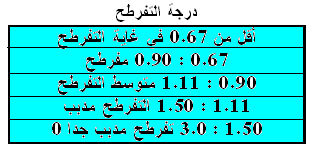 درجة التفرطح
أقل من 0.67 في غاية التفرطح
0.67 : 0.90 مفرطح
0.90 : 1.11 متوسط التفرطح
1.11 : 1.50 التفرطح مدبب
1.50 : 3.0 تفرطح مدبب جدا 0